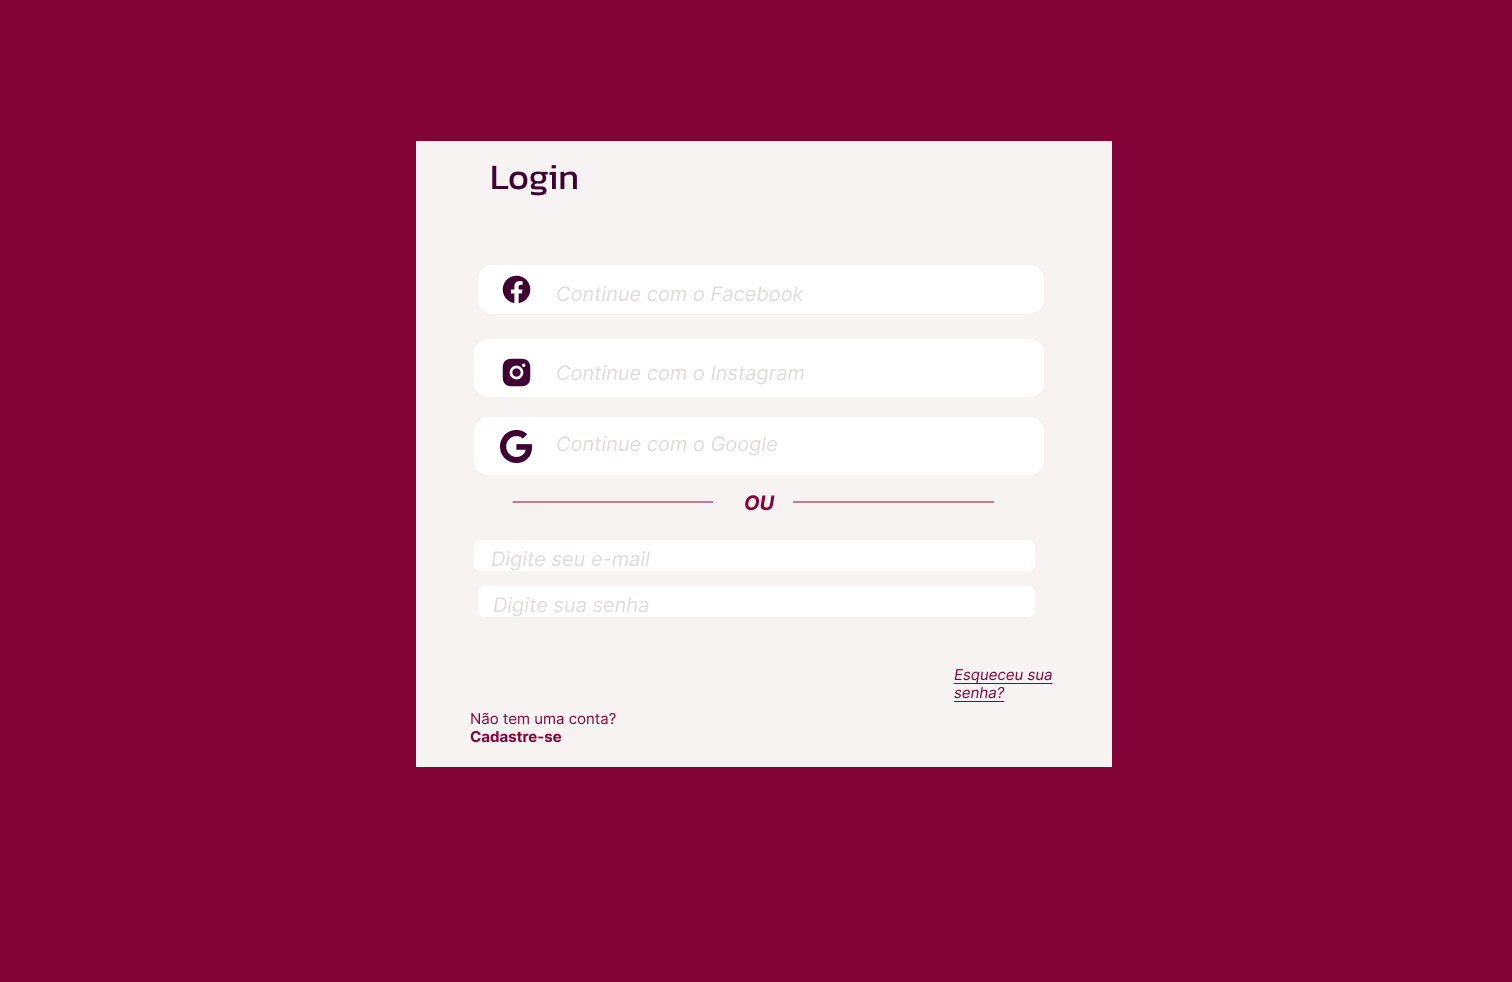 Login
Continue com o Facebook
Continue com o Instagram
Continue com o Google
OU
Digite seu e-mail
Digite sua senha
Esqueceu sua
senha?
Não tem uma conta?
Cadastre-se